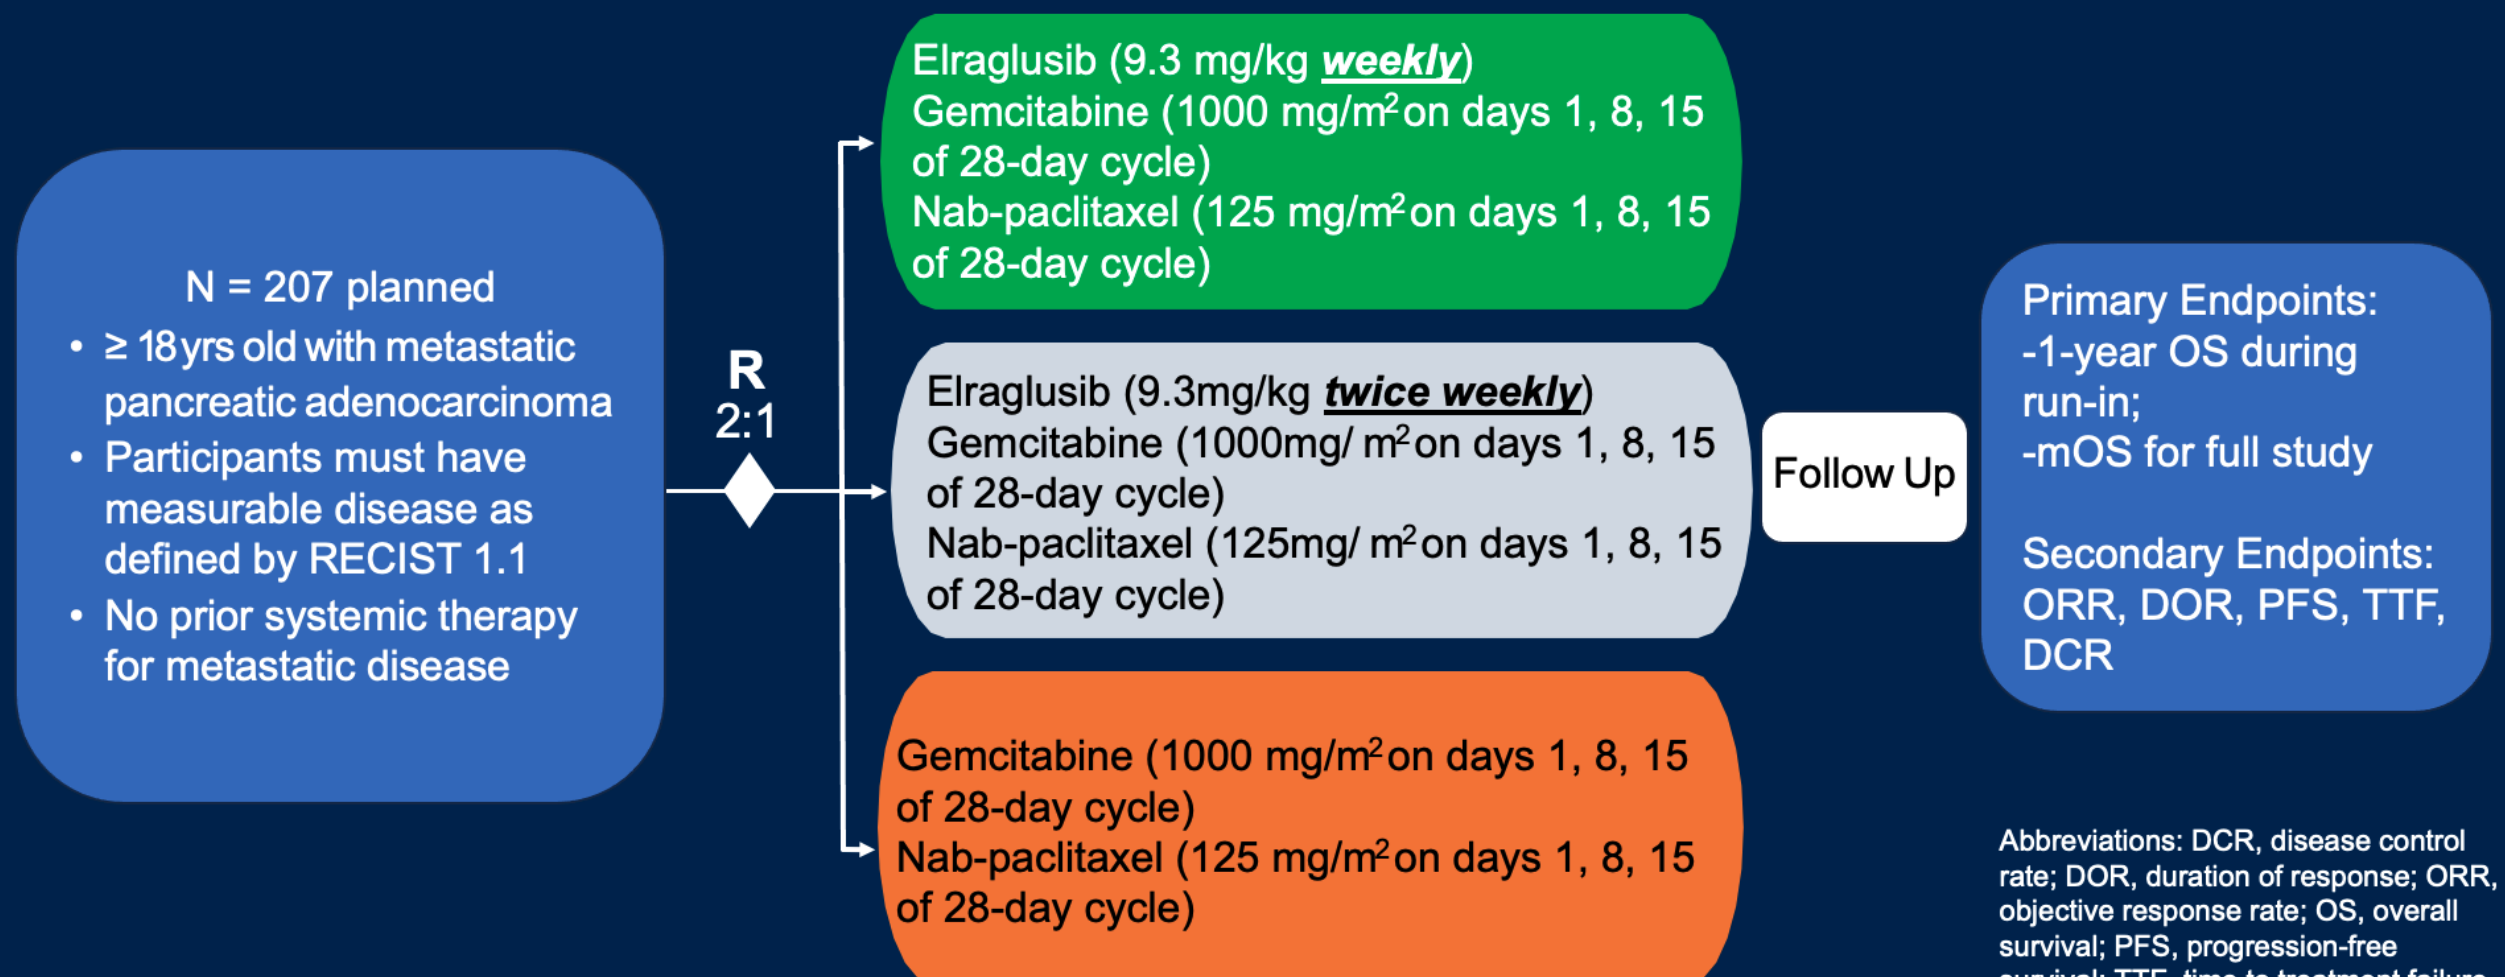 N = 207 planned
• ≥ 18yrs old with metastatic
pancreatic adenocarcinoma
• Participants must have
measurable disease as
defined by RECIST 1.1
• No prior systemic therapy
for metastatic disease
R
2:1
Elraglusib (9.3 mg/kg weekly)
Gemcitabine (1000 mg/m² on days 1, 8, 15
of 28-day cycle)
Nab-paclitaxel (125 mg/m² on days 1, 8, 15
of 28-day cycle)
Elraglusib (9.3mg/kg twice weekly)
Gemcitabine (1000mg/ m² on days 1, 8, 15
of 28-day cycle)
Nab-paclitaxel (125mg/ m² on days 1, 8, 15
of 28-day cycle)
Gemcitabine (1000 mg/m² on days 1, 8, 15
of 28-day cycle)
Nab-paclitaxel (125 mg/m² on days 1, 8, 15
of 28-day cycle)
Follow Up
Primary Endpoints:
-1-year OS during
run-in;
-mOS for full study
Secondary Endpoints:
ORR, DOR, PFS, TTF,
DCR
Abbreviations: DCR, disease control
rate; DOR, duration of response; ORR,
objective response rate; OS, overall
survival; PFS, progression-free
survival; TTF, time to treatment failure